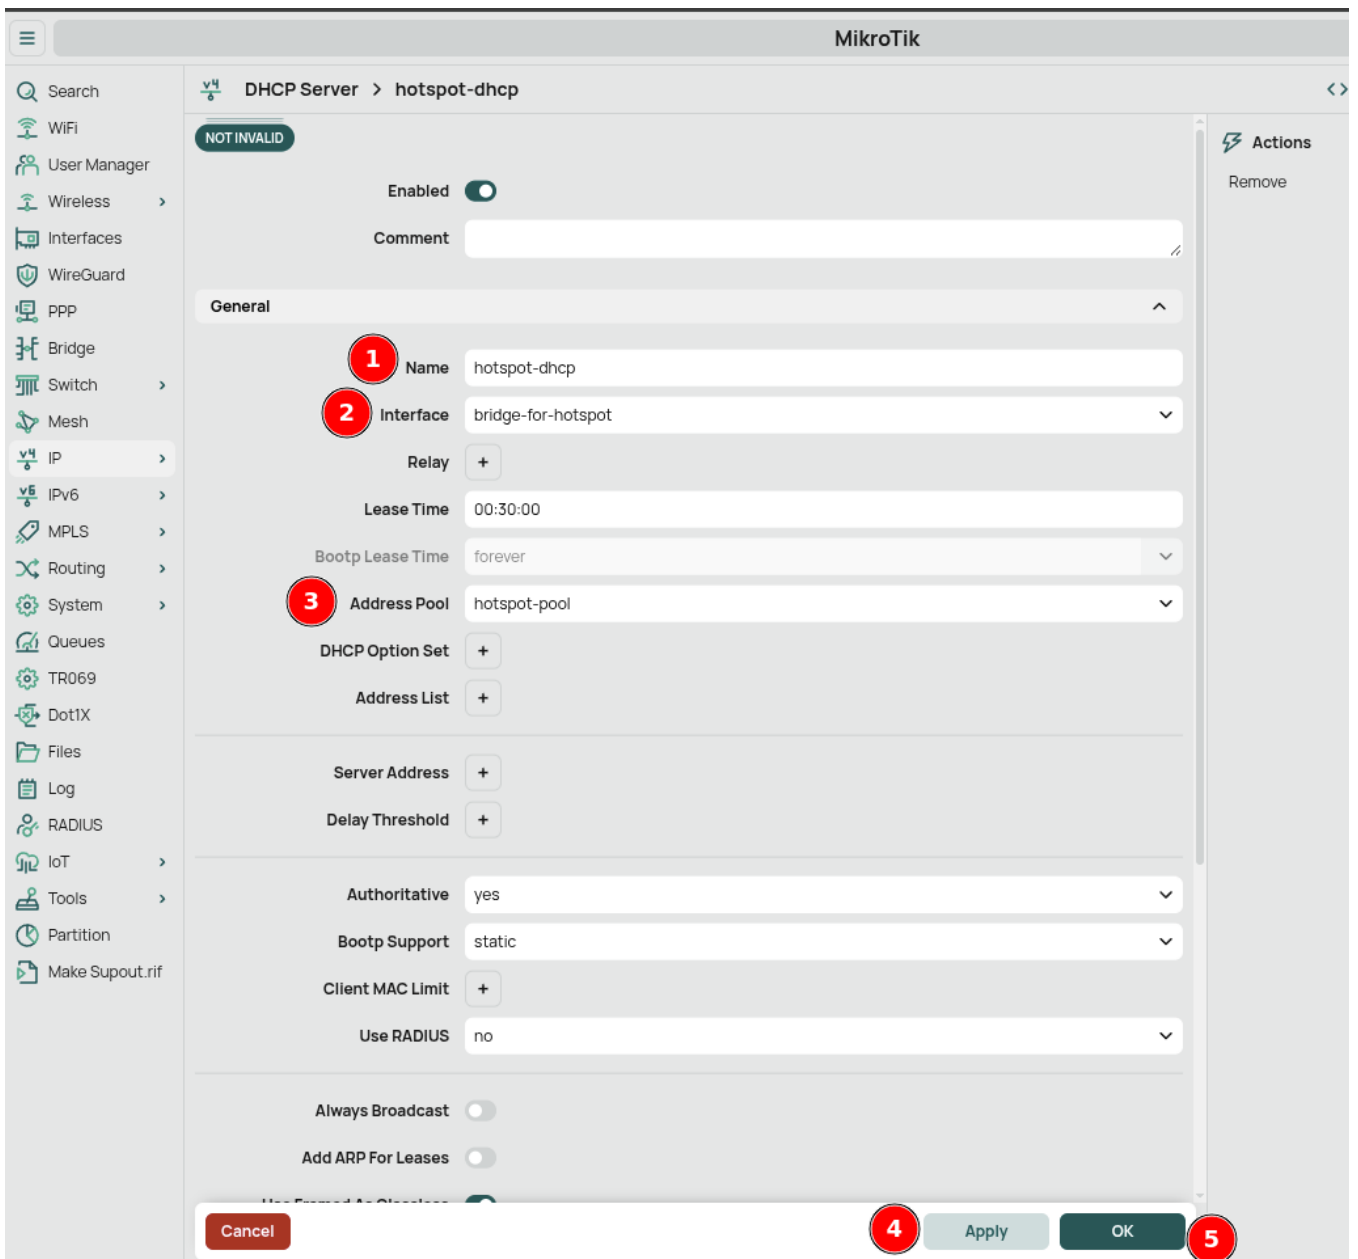 MikroTik
Search
WiFi
User Manager
Wireless
Interfaces
WireGuard
PPP
Bridge
Switch
Mesh
v4 IP
v6 IPv6
MPLS
Routing
System
Queues
TR069
Dot1X
Files
Log
RADIUS
IoT
Tools
Partition
Make Supout.rif
v4 DHCP Server > hotspot-dhcp
NOT INVALID
Enabled
Comment
General
1 Name hotspot-dhcp
2 Interface bridge-for-hotspot
Relay +
Lease Time 00:30:00
Bootp Lease Time forever
3 Address Pool hotspot-pool
DHCP Option Set +
Address List +
Server Address +
Delay Threshold +
Authoritative yes
Bootp Support static
Client MAC Limit +
Use RADIUS no
Always Broadcast
Add ARP For Leases
Cancel 4 Apply OK 5
Actions
Remove